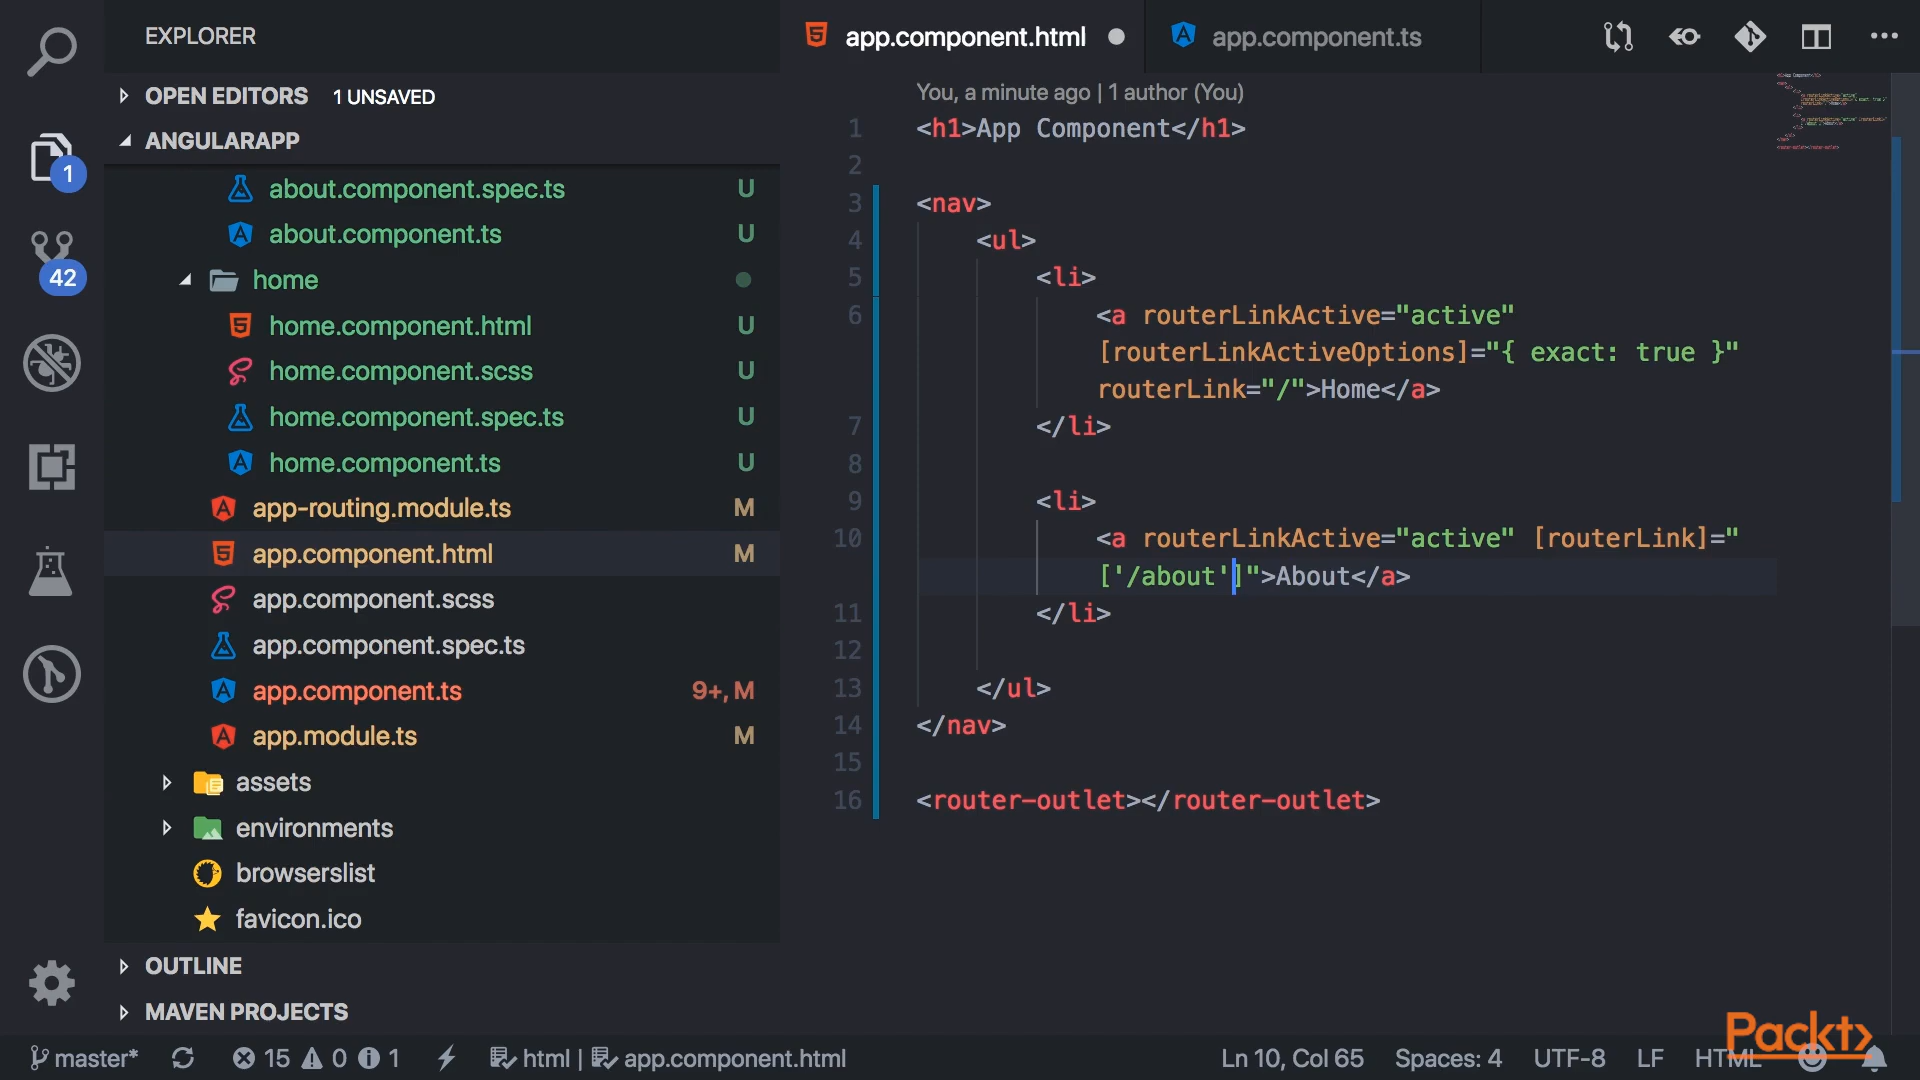 EXPLORER
OPEN EDITORS 1 UNSAVED
ANGULARAPP
1
42
about.component.spec.ts U
about.component.ts U
home
home.component.html U
home.component.scss U
home.component.spec.ts U
home.component.ts U
app-routing.module.ts M
app.component.html M
app.component.scss
app.component.spec.ts
app.component.ts 9+, M
app.module.ts M
assets
environments
browserslist
favicon.ico
OUTLINE
MAVEN PROJECTS
app.component.html app.component.ts
You, a minute ago | 1 author (You)
1 <h1>App Component</h1>
2
3 <nav>
4 <ul>
5 <li>
6 <a routerLinkActive="active"
[routerLinkActiveOptions]="{ exact: true }"
routerLink="/">Home</a>
7 </li>
8
9 <li>
10 <a routerLinkActive="active" [routerLink]="
['/about']">About</a>
11 </li>
12
13 </ul>
14 </nav>
15
16 <router-outlet></router-outlet>
Packt>
master* 15 0 1 html | app.component.html Ln 10, Col 65 Spaces: 4 UTF-8 LF HTML